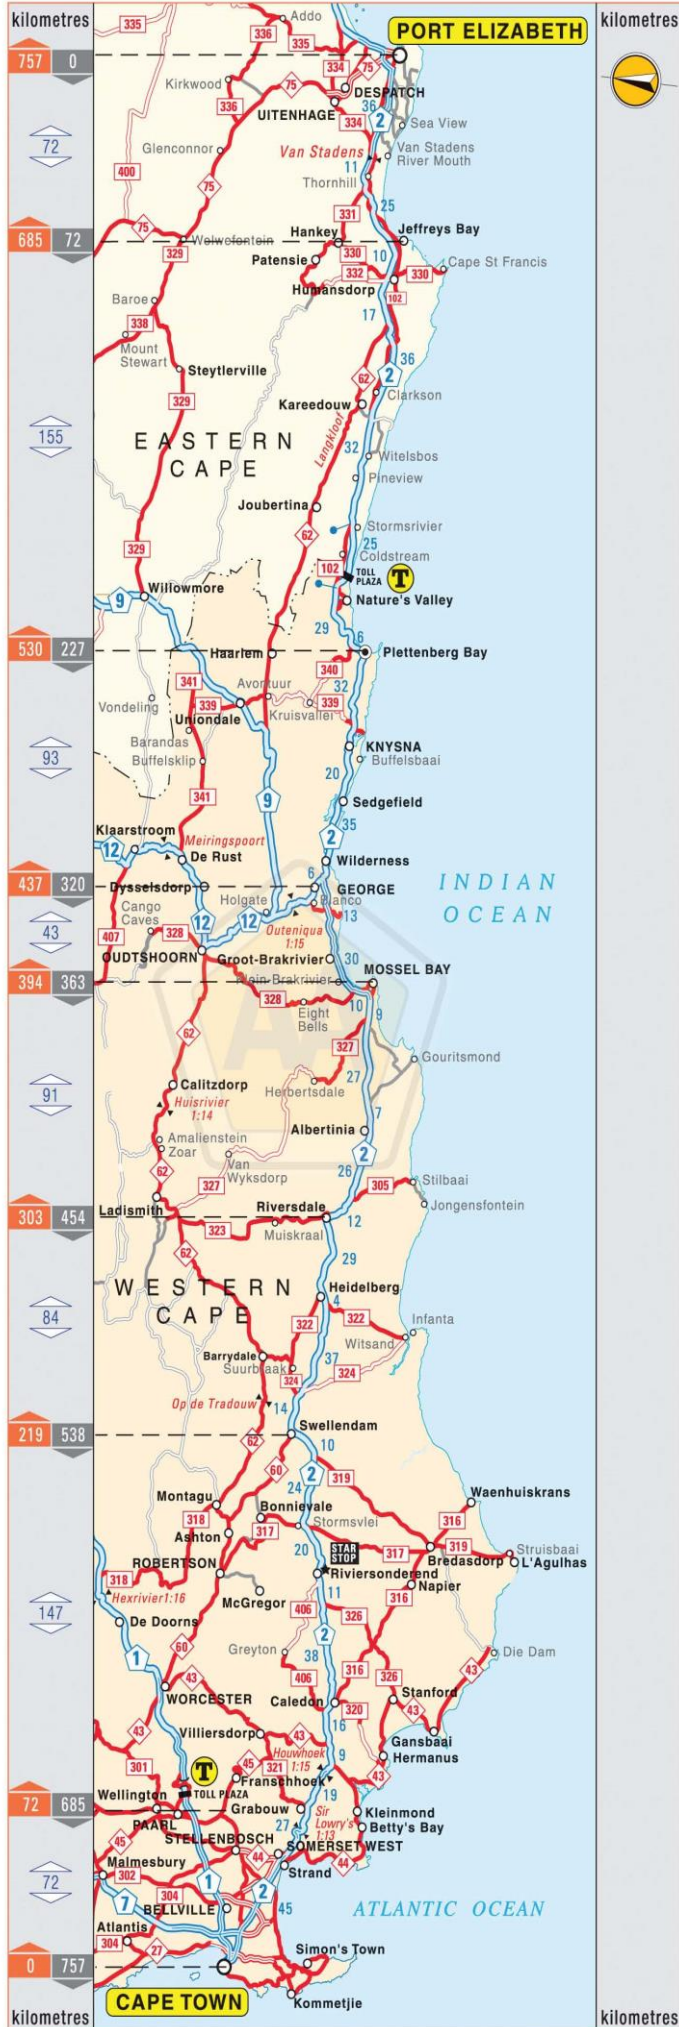 kilometres
335
336
Addo
335
PORT ELIZABETH
kilometres
757
0
Kirkwood
75
334
75
DESPATCH
336
UITENHAGE
36
334
2
Sea View
72
Glenconnor
Van Stadens
Van Stadens
River Mouth
400
11
Thornhill
75
25
331
75
Hankey
Jeffreys Bay
685
72
Wolwefontein
329
330
10
Patensie
332
330
Cape St Francis
Humansdorp
102
Baroe
17
338
Mount
Stewart
36
Steytlerville
62
2
Clarkson
329
Kareedouw
155
EASTERN
CAPE
Langkloof
32
Witelsbos
Pineview
Joubertina
62
Stormsrivier
25
329
102
Coldstream
TOLL
PLAZA
T
Willowmore
9
Nature's Valley
29
6
530
227
Haarlem
Plettenberg Bay
340
341
Avontuur
32
Vondeling
339
339
Uniondale
Kruisvallei
Barandas
KNYSNA
93
Buffelsklip
Buffelsbaai
20
341
9
Sedgefield
35
Klaarstroom
2
12
Meiringspoort
De Rust
Wilderness
INDIAN
OCEAN
437
320
Dysselsdorp
6
GEORGE
Cango
Caves
Holgate
Blanco
13
43
407
328
12
12
Outeniqua
1:15
OUDTSHOORN
Groot-Brakrivier
30
394
363
Klein-Brakrivier
MOSSEL BAY
328
10
9
Eight
Bells
62
327
AA
Gouritsmond
27
91
Calitzdorp
Herbertsdale
Huisrivier
1:14
7
Albertinia
Amalienstein
Zoar
2
Van
Wyksdorp
62
26
327
305
Stilbaai
Ladismith
Riversdale
Jongensfontein
303
454
12
323
Muiskraal
62
29
WESTERN
CAPE
Heidelberg
4
84
322
322
Infanta
Witsand
Barrydale
37
Suurbraak
324
324
Op de Tradouw
14
Swellendam
219
538
62
10
60
2
319
24
Montagu
Waenhuiskrans
Bonnievale
318
Stormsvlei
316
317
Ashton
STAR
STOP
20
317
319
Struisbaai
ROBERTSON
Bredasdorp
L'Agulhas
318
Riviersonderend
Hexrivier 1:16
11
Napier
McGregor
316
147
406
326
De Doorns
2
60
Greyton
38
Die Dam
1
316
43
406
326
43
WORCESTER
Caledon
Stanford
320
43
43
Villiersdorp
16
43
Gansbaai
Houwhoek
1:15
9
Hermanus
301
T
45
321
Franschhoek
43
Wellington
TOLL PLAZA
19
72
685
Grabouw
Kleinmond
PAARL
Sir
Lowry's
1:13
27
Betty's Bay
45
STELLENBOSCH
SOMERSET WEST
Malmesbury
44
44
302
Strand
72
304
1
2
7
BELLVILLE
45
ATLANTIC OCEAN
Atlantis
304
27
Simon's Town
0
757
CAPE TOWN
Kommetjie
kilometres
kilometres